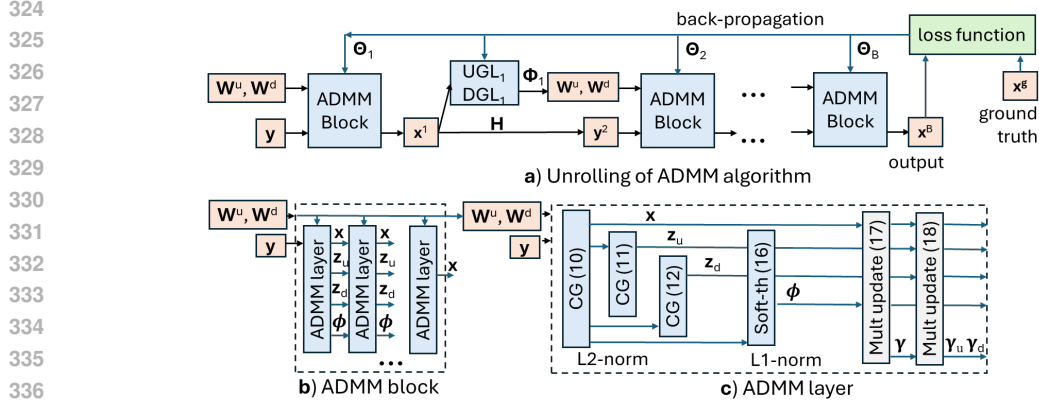 324
325
326
327
328
329
330
331
332
333
334
335
336
back-propagation
loss function
Θ1
Θ2
ΘB
Wᵘ, Wᵈ
y
ADMM
Block
x¹
UGL₁
DGL₁
Φ₁
H
Wᵘ, Wᵈ
y²
ADMM
Block
...
...
ADMM
Block
xᴮ
output
xᵍ
ground
truth
a) Unrolling of ADMM algorithm
Wᵘ, Wᵈ
y
ADMM layer
x
zᵤ
z_d
ϕ
ADMM layer
x
zᵤ
z_d
ϕ
...
ADMM layer
x
b) ADMM block
Wᵘ, Wᵈ
y
CG (10)
CG (11)
CG (12)
x
zᵤ
z_d
Soft-th (16)
ϕ
Mult update (17)
Mult update (18)
γ
γᵤ γ_d
L2-norm
L1-norm
c) ADMM layer